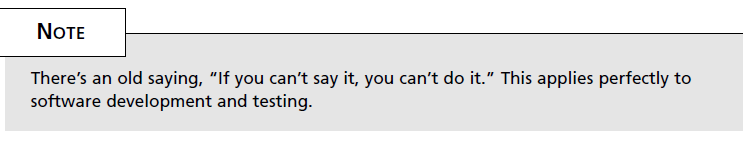 NOTE
There’s an old saying, “If you can’t say it, you can’t do it.” This applies perfectly to
software development and testing.